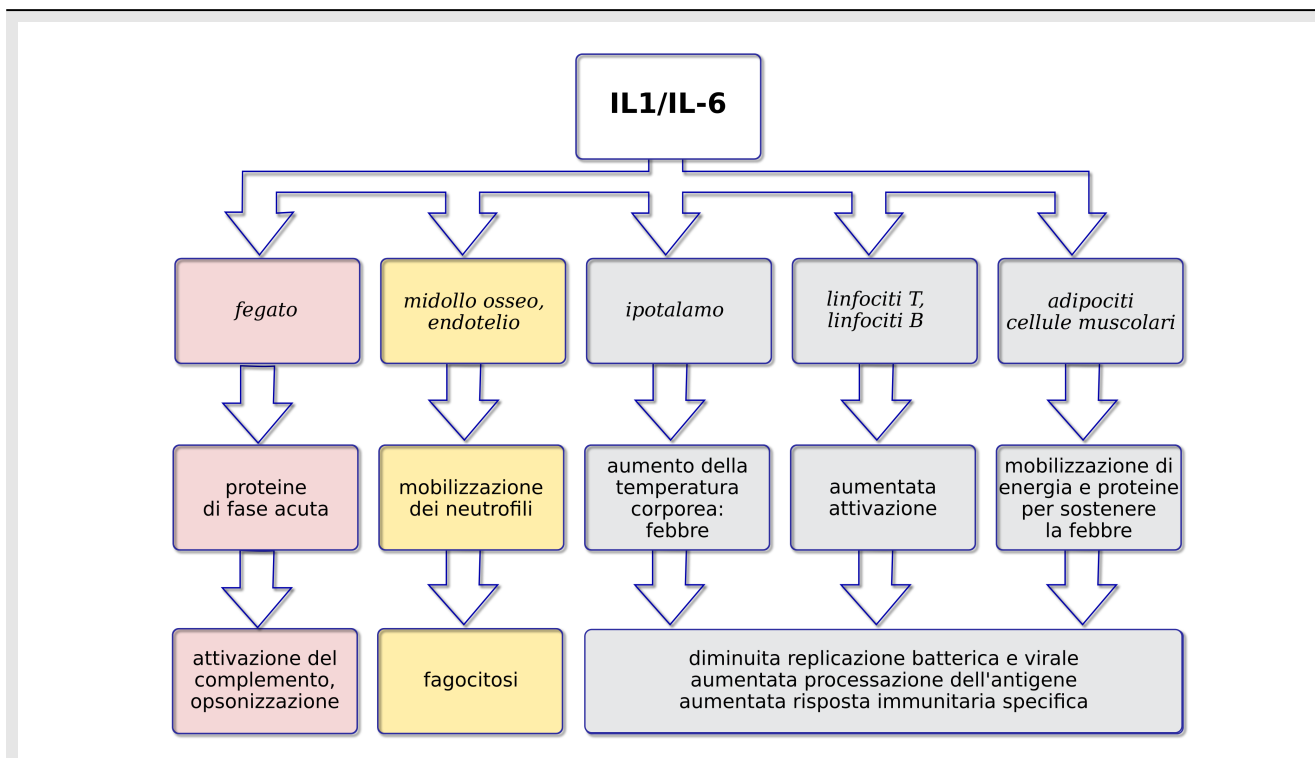 IL1/IL-6
fegato
midollo osseo,
endotelio
ipotalamo
linfociti T,
linfociti B
adipociti
cellule muscolari
proteine
di fase acuta
mobilizzazione
dei neutrofili
aumento della
temperatura
corporea:
febbre
aumentata
attivazione
mobilizzazione di
energia e proteine
per sostenere
la febbre
attivazione del
complemento,
opsonizzazione
fagocitosi
diminuita replicazione batterica e virale
aumentata processazione dell'antigene
aumentata risposta immunitaria specifica